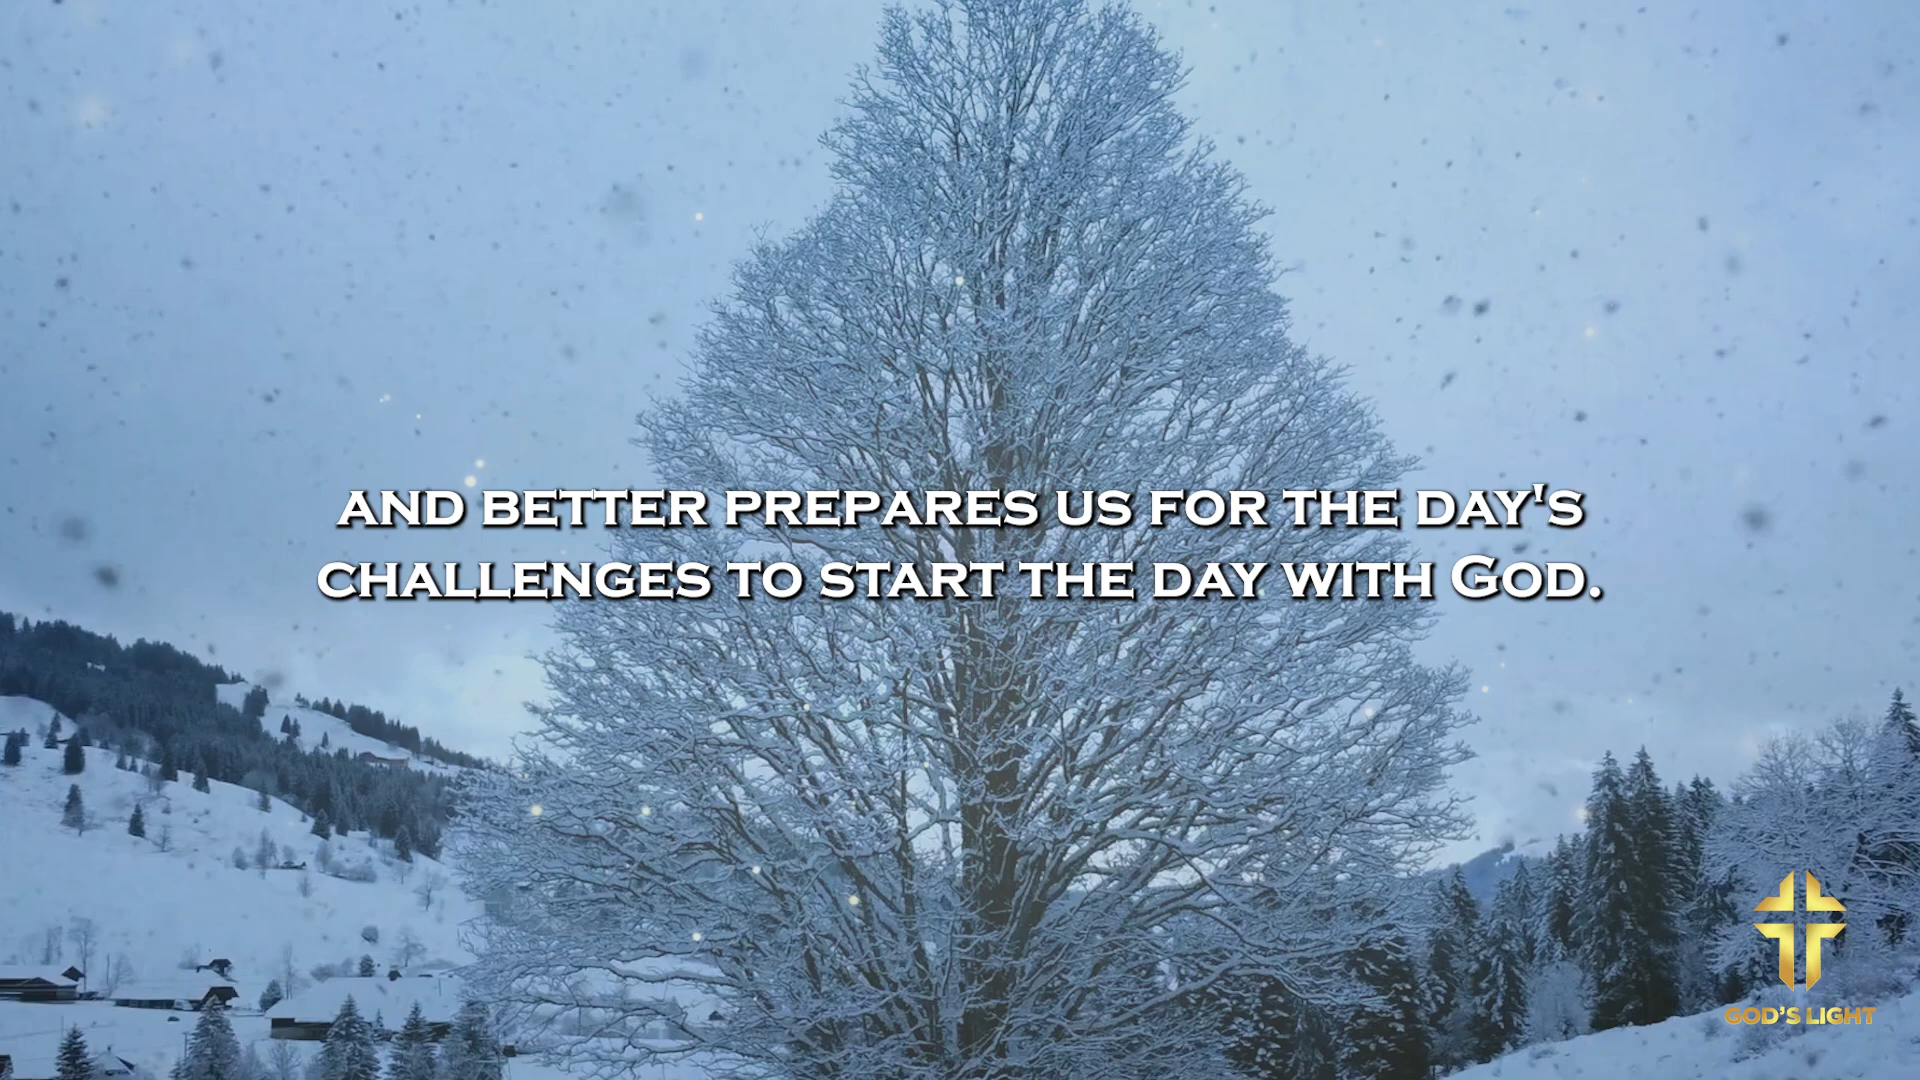 AND BETTER PREPARES US FOR THE DAY'S
CHALLENGES TO START THE DAY WITH GOD.
GOD'S LIGHT